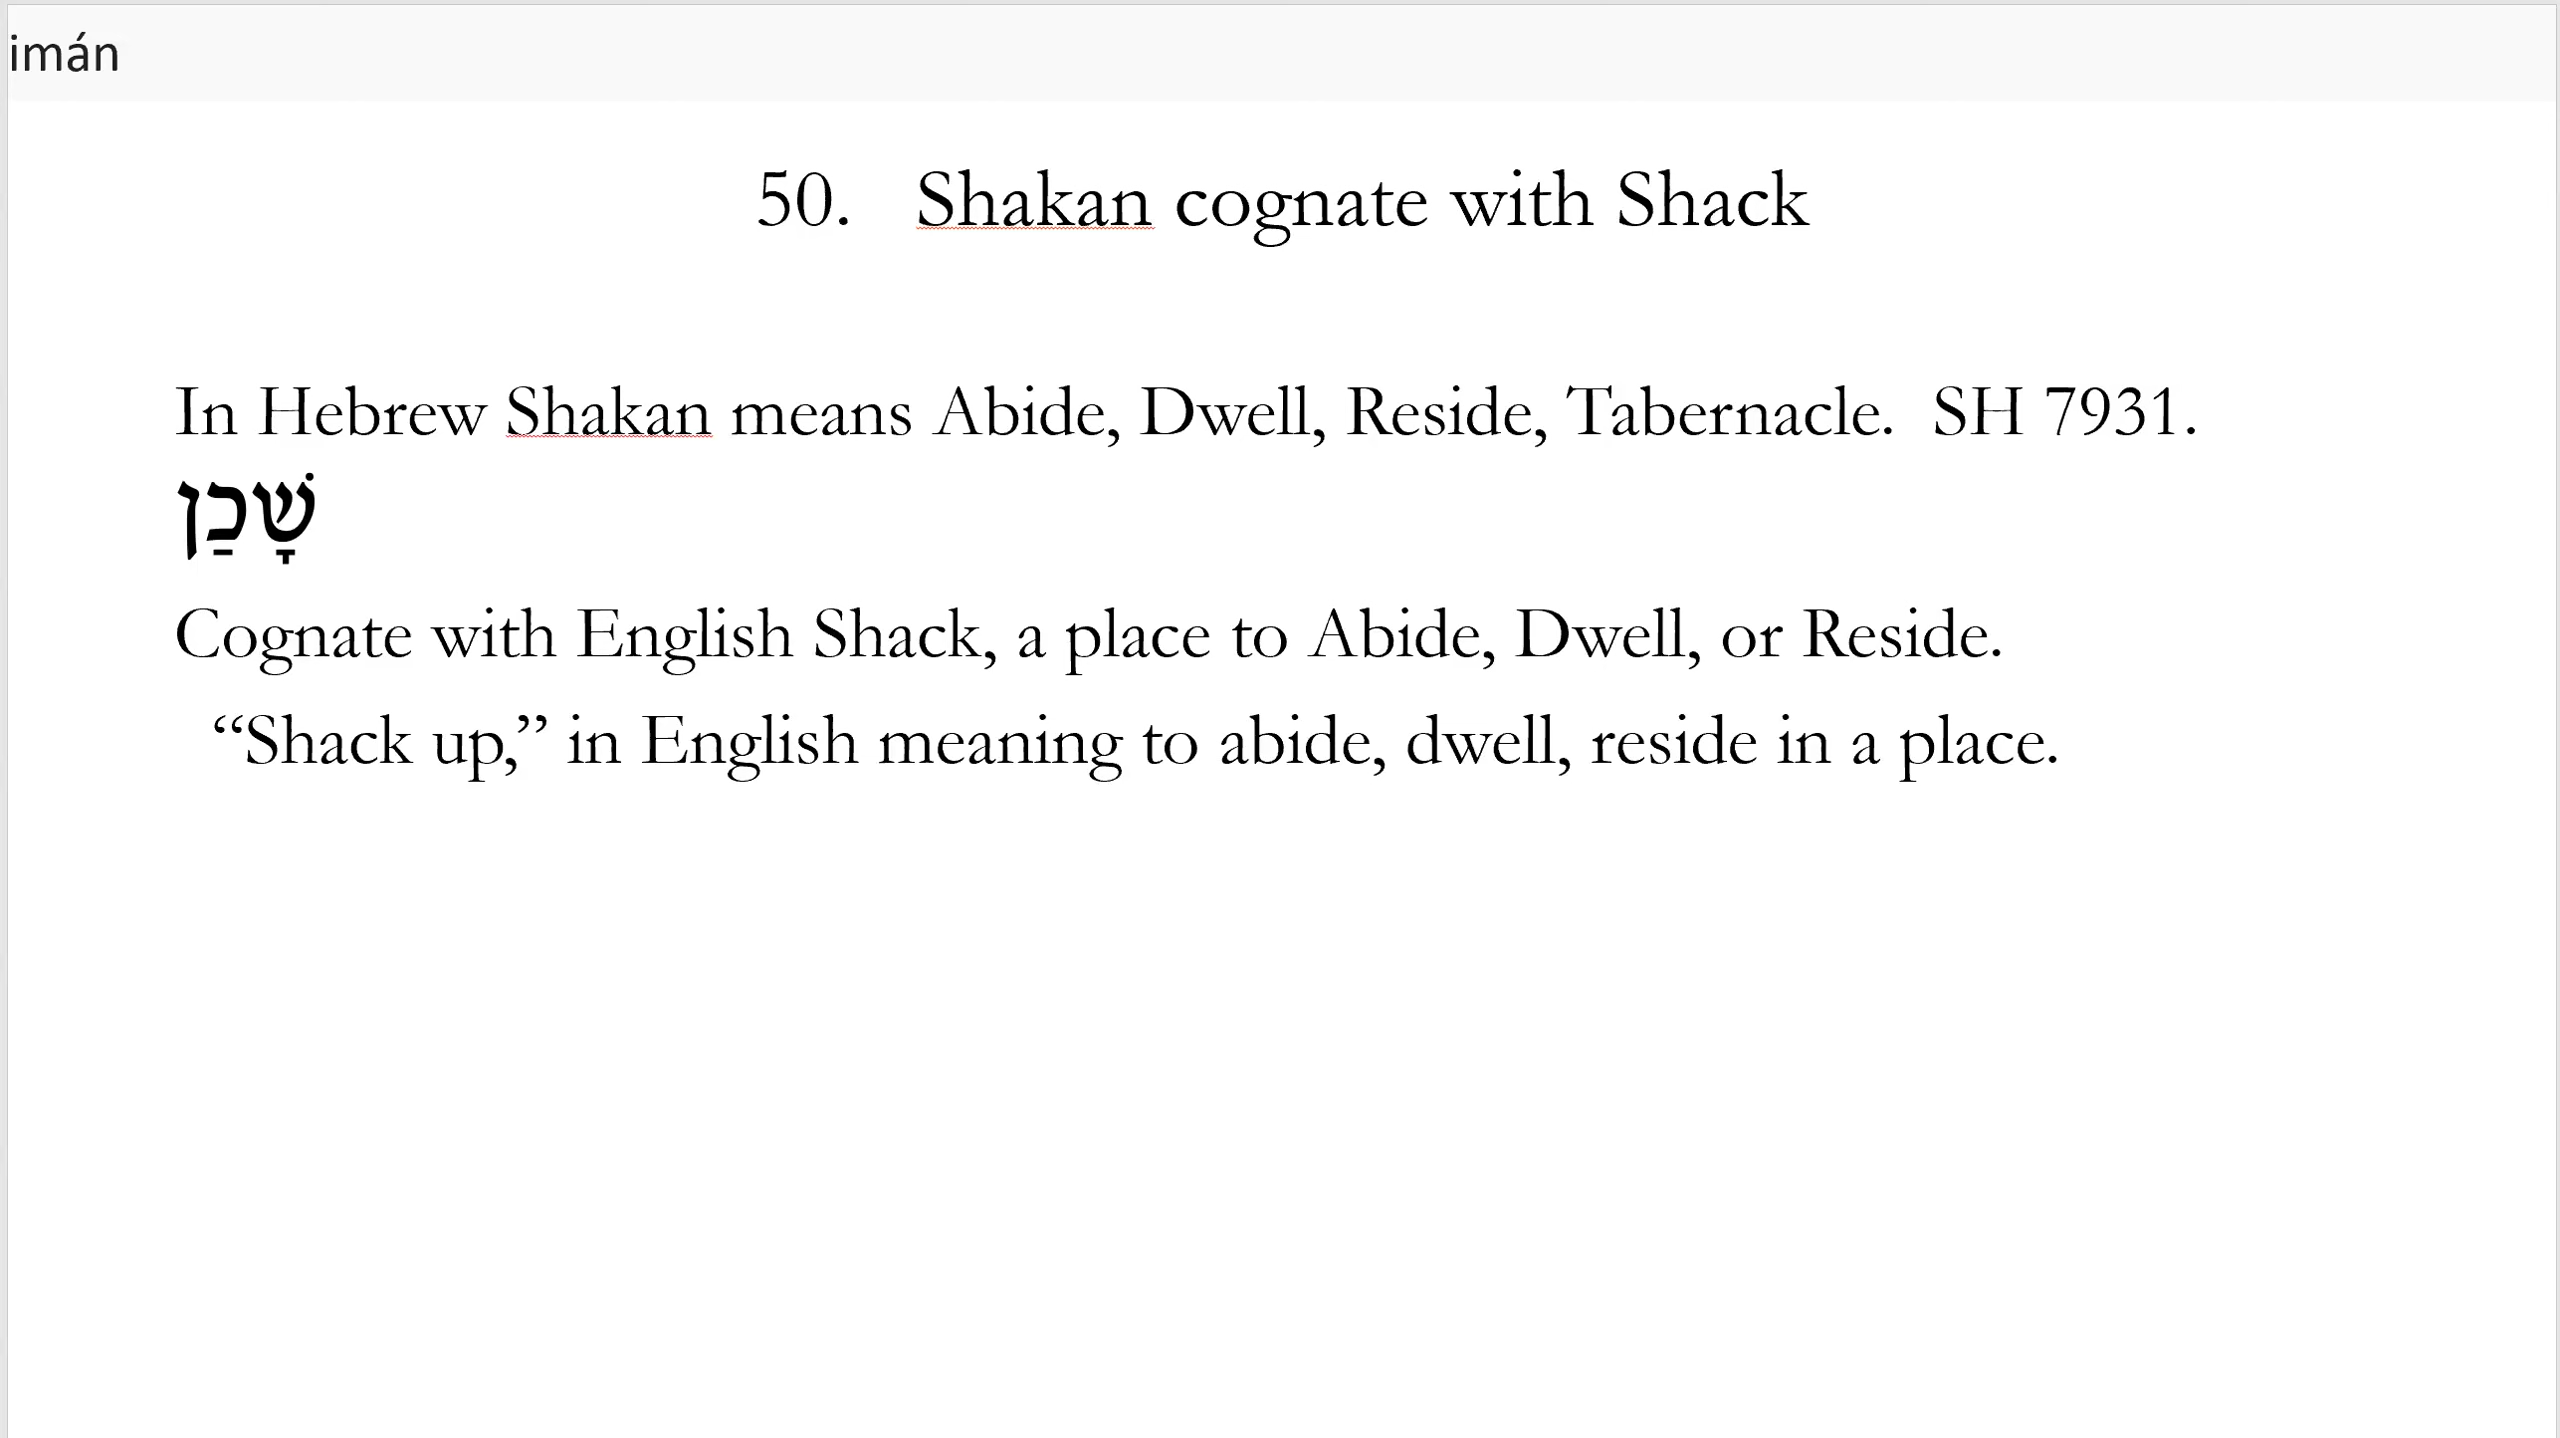 imán
50. Shakan cognate with Shack
In Hebrew Shakan means Abide, Dwell, Reside, Tabernacle. SH 7931.
שָׁכַן
Cognate with English Shack, a place to Abide, Dwell, or Reside.
“Shack up,” in English meaning to abide, dwell, reside in a place.